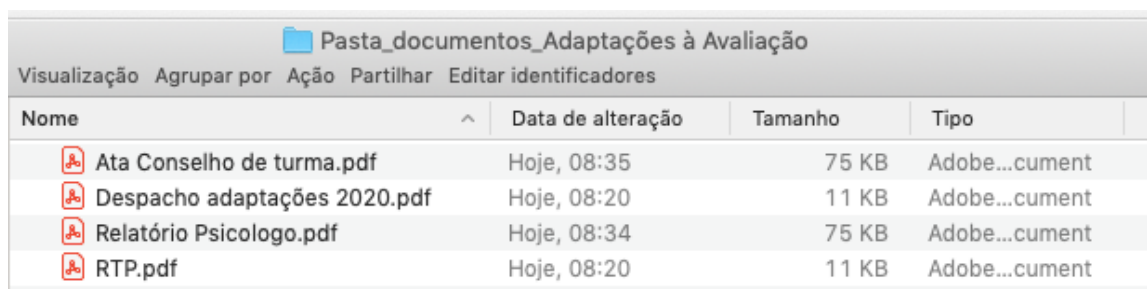 Pasta_documentos_Adaptações à Avaliação
Visualização Agrupar por Ação Partilhar Editar identificadores
Nome Data de alteração Tamanho Tipo
Ata Conselho de turma.pdf Hoje, 08:35 75 KB Adobe...cument
Despacho adaptações 2020.pdf Hoje, 08:20 11 KB Adobe...cument
Relatório Psicologo.pdf Hoje, 08:34 75 KB Adobe...cument
RTP.pdf Hoje, 08:20 11 KB Adobe...cument